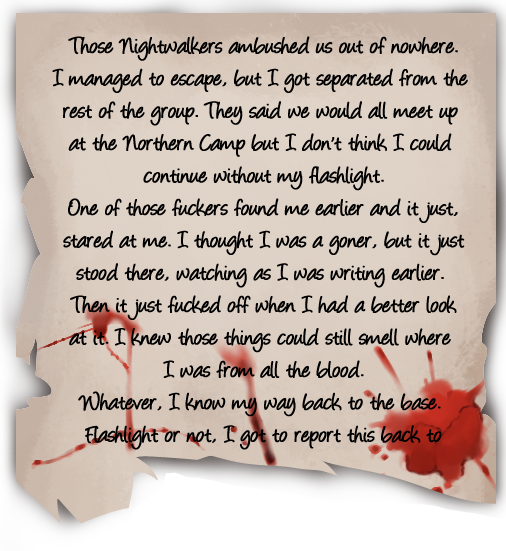 Those Nightwalkers ambushed us out of nowhere.
I managed to escape, but I got separated from the
rest of the group. They said we would all meet up
at the Northern Camp but I don't think I could
continue without my flashlight.
One of those fuckers found me earlier and it just,
stared at me. I thought I was a goner, but it just
stood there, watching as I was writing earlier.
Then it just fucked off when I had a better look
at it. I knew those things could still smell where
I was from all the blood.
Whatever, I know my way back to the base.
Flashlight or not, I got to report this back to